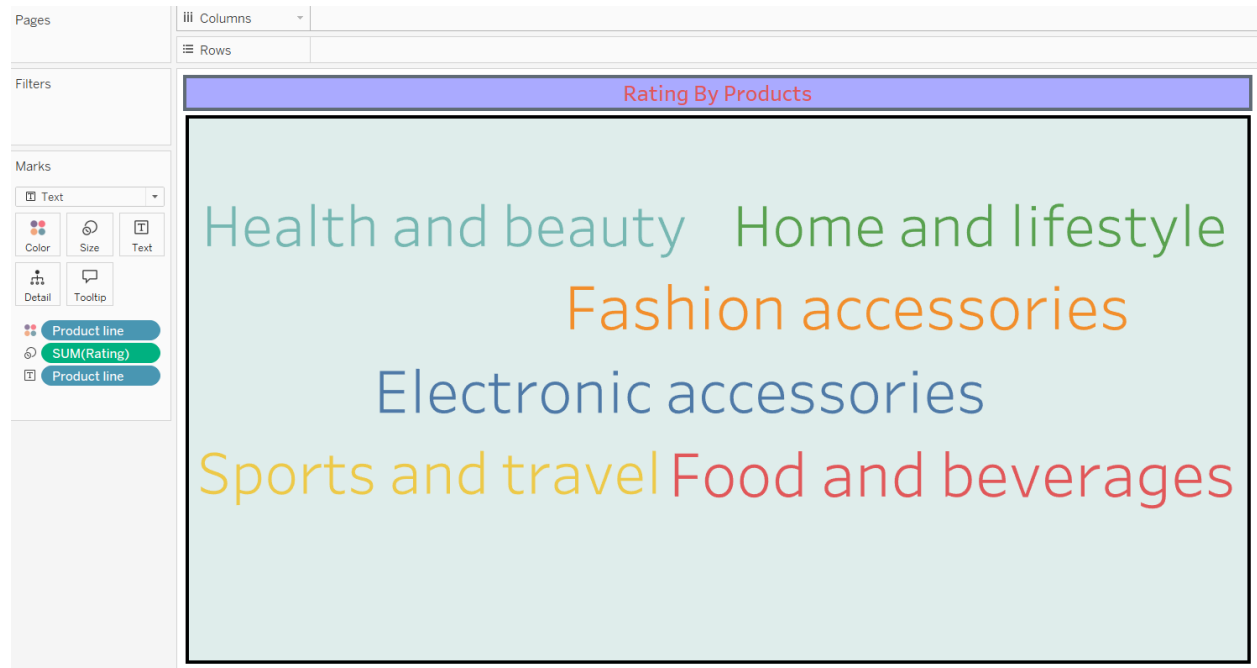 Pages
Columns
Rows
Filters
Rating By Products
Marks
Text
Color Size Text
Detail Tooltip
Product line
SUM(Rating)
Product line
Health and beauty Home and lifestyle
Fashion accessories
Electronic accessories
Sports and travel Food and beverages